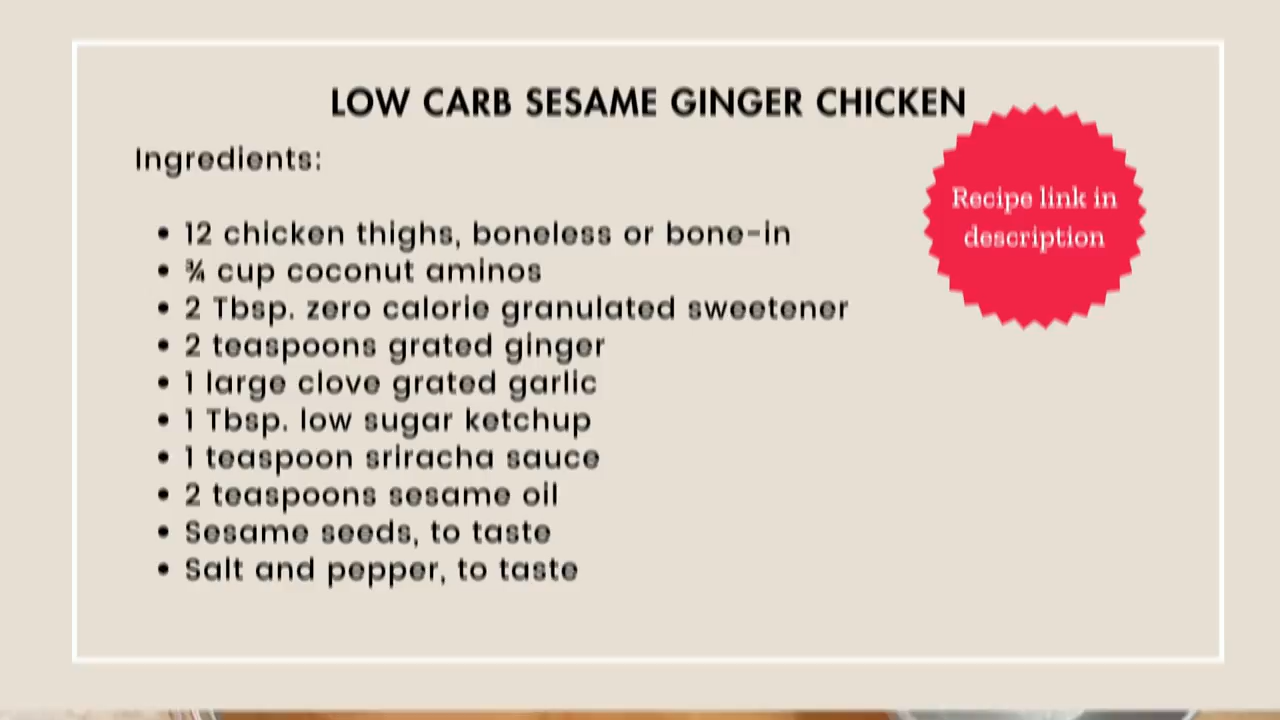 LOW CARB SESAME GINGER CHICKEN
Ingredients:
Recipe link in
description
• 12 chicken thighs, boneless or bone-in
• ¾ cup coconut aminos
• 2 Tbsp. zero calorie granulated sweetener
• 2 teaspoons grated ginger
• 1 large clove grated garlic
• 1 Tbsp. low sugar ketchup
• 1 teaspoon sriracha sauce
• 2 teaspoons sesame oil
• Sesame seeds, to taste
• Salt and pepper, to taste